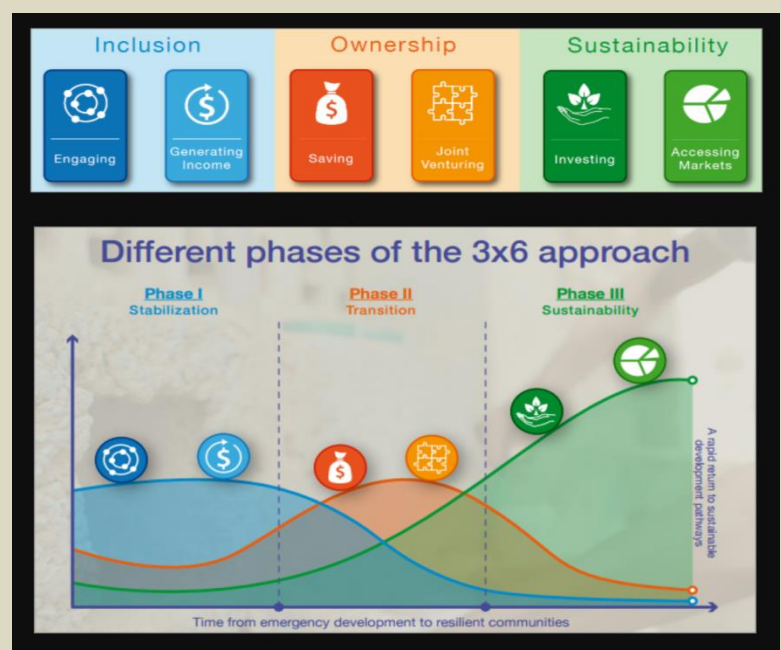 Inclusion
Ownership
Sustainability
Engaging
Generating
Income
Saving
Joint
Venturing
Investing
Accessing
Markets
Different phases of the 3x6 approach
Phase I
Stabilization
Phase II
Transition
Phase III
Sustainability
A rapid return to sustainable
development pathways
Time from emergency development to resilient communities